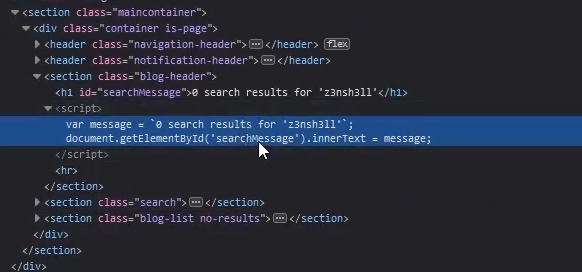 <section class="maincontainer">
<div class="container is-page">
<header class="navigation-header">…</header> flex
<header class="notification-header">…</header>
<section class="blog-header">
<h1 id="searchMessage">0 search results for 'z3nsh3ll'</h1>
<script>
var message = `0 search results for 'z3nsh3ll'`;
document.getElementById('searchMessage').innerText = message;
</script>
<hr>
</section>
<section class="search">…</section>
<section class="blog-list no-results">…</section>
</div>
</section>
</div>